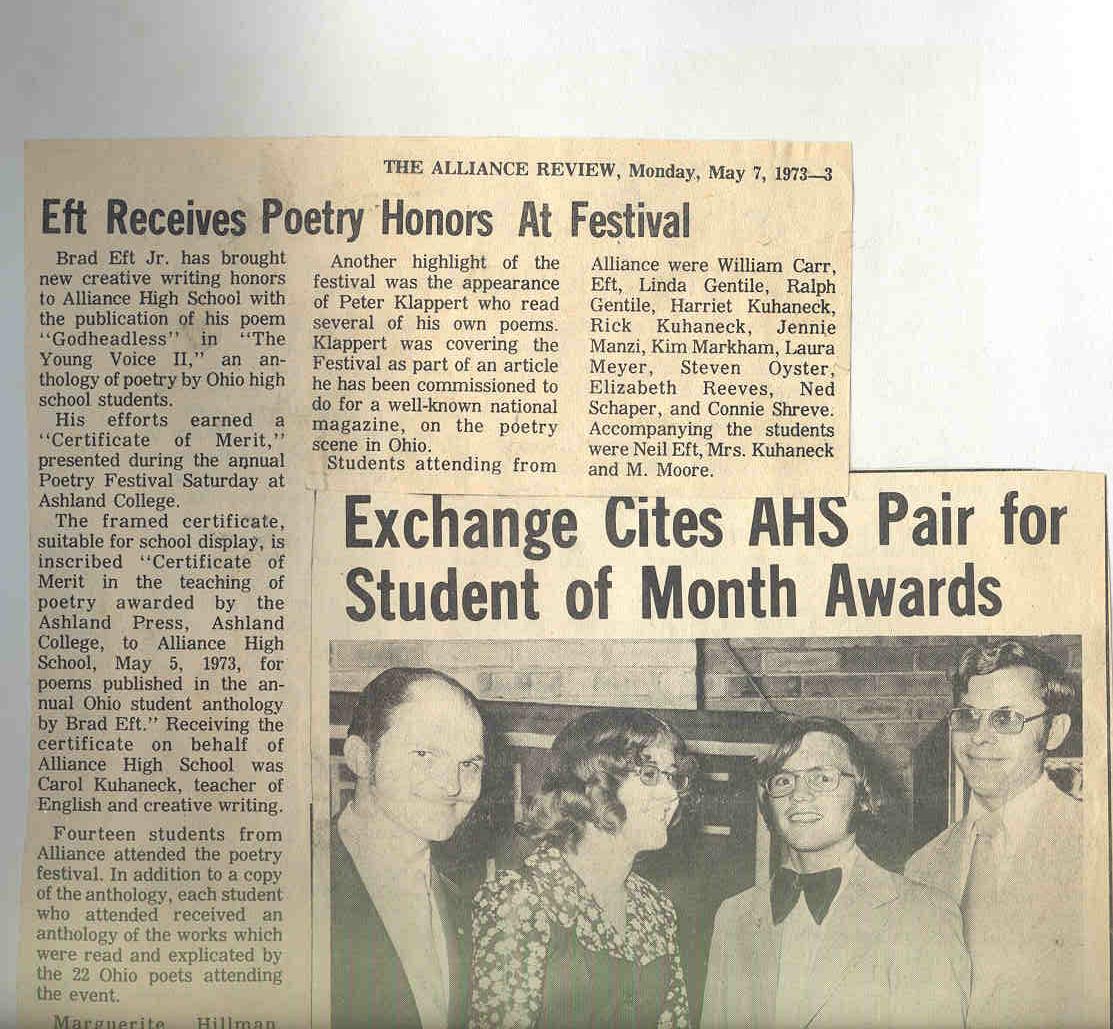 THE ALLIANCE REVIEW, Monday, May 7, 1973—3
Eft Receives Poetry Honors At Festival
Brad Eft Jr. has brought
new creative writing honors
to Alliance High School with
the publication of his poem
“Godheadless” in “The
Young Voice II,” an an-
thology of poetry by Ohio high
school students.
His efforts earned a
“Certificate of Merit,”
presented during the annual
Poetry Festival Saturday at
Ashland College.
The framed certificate,
suitable for school display, is
inscribed “Certificate of
Merit in the teaching of
poetry awarded by the
Ashland Press, Ashland
College, to Alliance High
School, May 5, 1973, for
poems published in the an-
nual Ohio student anthology
by Brad Eft.” Receiving the
certificate on behalf of
Alliance High School was
Carol Kuhaneck, teacher of
English and creative writing.
Fourteen students from
Alliance attended the poetry
festival. In addition to a copy
of the anthology, each student
who attended received an
anthology of the works which
were read and explicated by
the 22 Ohio poets attending
the event.
Marguerite Hillman
Another highlight of the
festival was the appearance
of Peter Klappert who read
several of his own poems.
Klappert was covering the
Festival as part of an article
he has been commissioned to
do for a well-known national
magazine, on the poetry
scene in Ohio.
Students attending from
Alliance were William Carr,
Eft, Linda Gentile, Ralph
Gentile, Harriet Kuhaneck,
Rick Kuhaneck, Jennie
Manzi, Kim Markham, Laura
Meyer, Steven Oyster,
Elizabeth Reeves, Ned
Schaper, and Connie Shreve.
Accompanying the students
were Neil Eft, Mrs. Kuhaneck
and M. Moore.
Exchange Cites AHS Pair for
Student of Month Awards